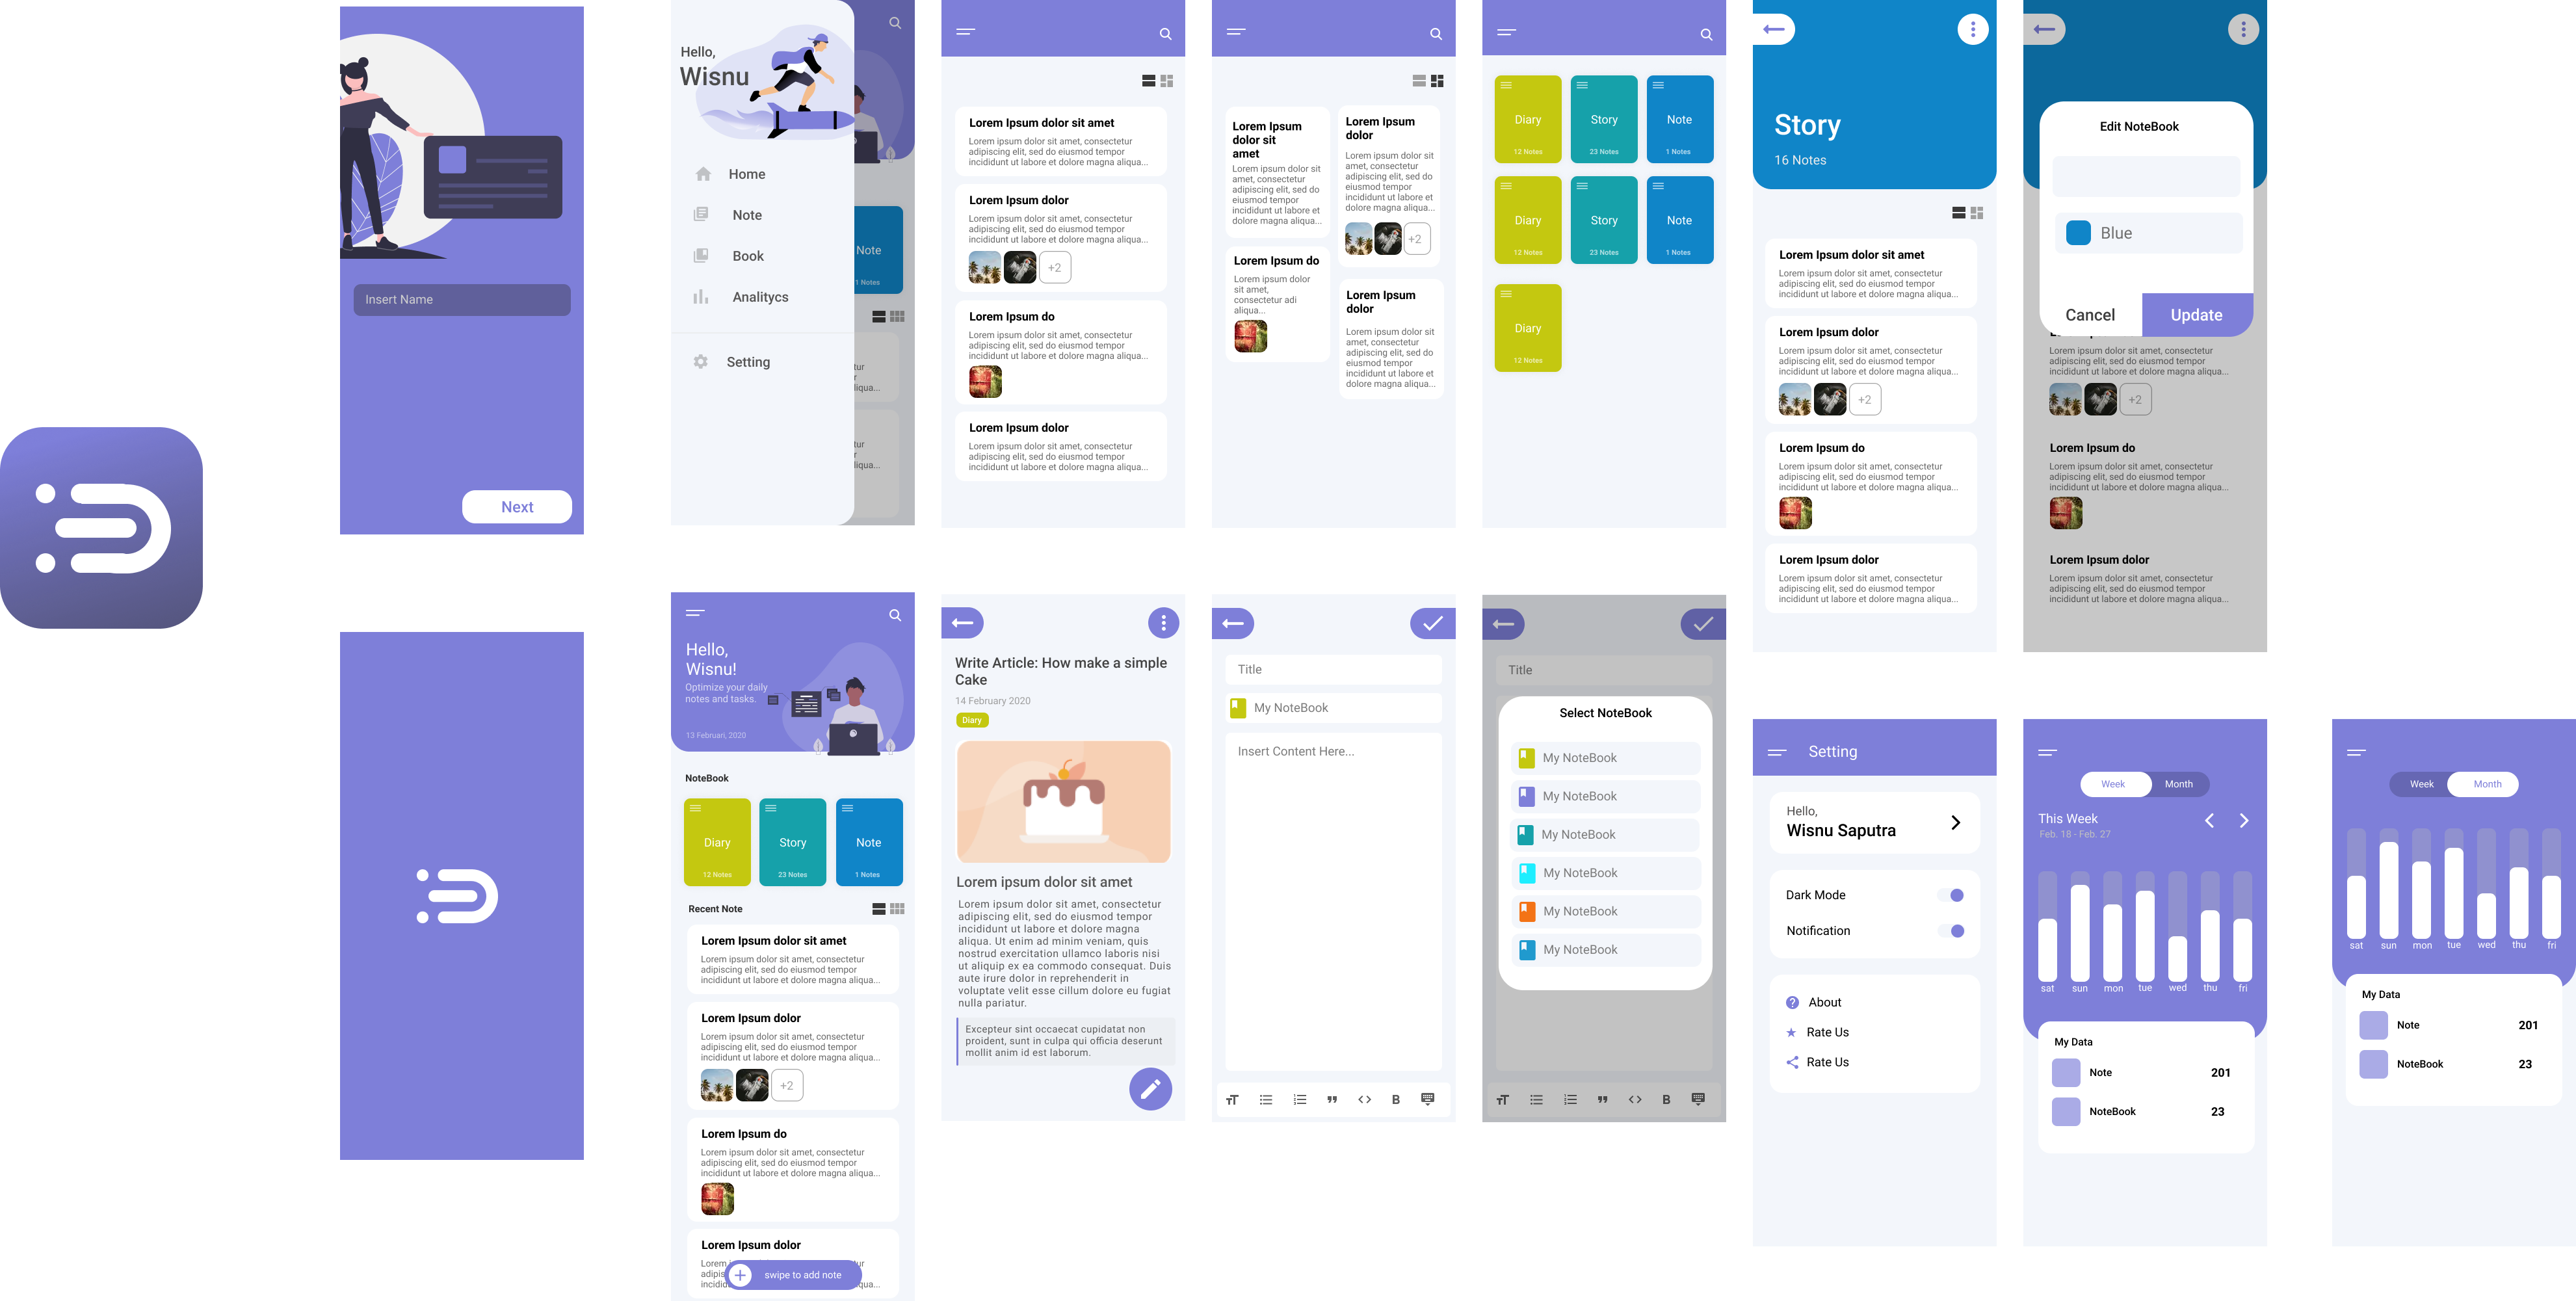 Insert Name
Next
Hello,
Wisnu
Home
Note
Book
Analitycs
Setting
Note
1 Notes
tur
r
liqua...
tur
r
liqua...
Lorem Ipsum dolor sit amet
Lorem ipsum dolor sit amet, consectetur
adipiscing elit, sed do eiusmod tempor
incididunt ut labore et dolore magna aliqua...
Lorem Ipsum dolor
Lorem ipsum dolor sit amet, consectetur
adipiscing elit, sed do eiusmod tempor
incididunt ut labore et dolore magna aliqua...
+2
Lorem Ipsum do
Lorem ipsum dolor sit amet, consectetur
adipiscing elit, sed do eiusmod tempor
incididunt ut labore et dolore magna aliqua...
Lorem Ipsum dolor
Lorem ipsum dolor sit amet, consectetur
adipiscing elit, sed do eiusmod tempor
incididunt ut labore et dolore magna aliqua...
Lorem Ipsum
dolor sit
amet
Lorem ipsum dolor sit
amet, consectetur
adipiscing elit, sed do
eiusmod tempor
incididunt ut labore et
dolore magna aliqua...
Lorem Ipsum do
Lorem ipsum dolor
sit amet,
consectetur adi
aliqua...
Lorem Ipsum
dolor
Lorem ipsum dolor sit
amet, consectetur
adipiscing elit, sed do
eiusmod tempor
incididunt ut labore et
dolore magna aliqua...
+2
Lorem Ipsum
dolor
Lorem ipsum dolor sit
amet, consectetur
adipiscing elit, sed do
eiusmod tempor
incididunt ut labore et
dolore magna aliqua...
Diary
12 Notes
Story
23 Notes
Note
1 Notes
Diary
12 Notes
Story
23 Notes
Note
1 Notes
Diary
12 Notes
Story
16 Notes
Lorem Ipsum dolor sit amet
Lorem ipsum dolor sit amet, consectetur
adipiscing elit, sed do eiusmod tempor
incididunt ut labore et dolore magna aliqua...
Lorem Ipsum dolor
Lorem ipsum dolor sit amet, consectetur
adipiscing elit, sed do eiusmod tempor
incididunt ut labore et dolore magna aliqua...
+2
Lorem Ipsum do
Lorem ipsum dolor sit amet, consectetur
adipiscing elit, sed do eiusmod tempor
incididunt ut labore et dolore magna aliqua...
Lorem Ipsum dolor
Lorem ipsum dolor sit amet, consectetur
adipiscing elit, sed do eiusmod tempor
incididunt ut labore et dolore magna aliqua...
Edit NoteBook
Blue
Cancel
Update
Lorem ipsum dolor sit amet, consectetur
adipiscing elit, sed do eiusmod tempor
incididunt ut labore et dolore magna aliqua...
+2
Lorem Ipsum do
Lorem ipsum dolor sit amet, consectetur
adipiscing elit, sed do eiusmod tempor
incididunt ut labore et dolore magna aliqua...
Lorem Ipsum dolor
Lorem ipsum dolor sit amet, consectetur
adipiscing elit, sed do eiusmod tempor
incididunt ut labore et dolore magna aliqua...
Hello,
Wisnu!
Optimize your daily
notes and tasks.
13 Februari, 2020
NoteBook
Diary
12 Notes
Story
23 Notes
Note
1 Notes
Recent Note
Lorem Ipsum dolor sit amet
Lorem ipsum dolor sit amet, consectetur
adipiscing elit, sed do eiusmod tempor
incididunt ut labore et dolore magna aliqua...
Lorem Ipsum dolor
Lorem ipsum dolor sit amet, consectetur
adipiscing elit, sed do eiusmod tempor
incididunt ut labore et dolore magna aliqua...
+2
Lorem Ipsum do
Lorem ipsum dolor sit amet, consectetur
adipiscing elit, sed do eiusmod tempor
incididunt ut labore et dolore magna aliqua...
Lorem Ipsum dolor
swipe to add note
Write Article: How make a simple
Cake
14 February 2020
Diary
Lorem ipsum dolor sit amet
Lorem ipsum dolor sit amet, consectetur
adipiscing elit, sed do eiusmod tempor
incididunt ut labore et dolore magna
aliqua. Ut enim ad minim veniam, quis
nostrud exercitation ullamco laboris nisi
ut aliquip ex ea commodo consequat. Duis
aute irure dolor in reprehenderit in
voluptate velit esse cillum dolore eu fugiat
nulla pariatur.
Excepteur sint occaecat cupidatat non
proident, sunt in culpa qui officia deserunt
mollit anim id est laborum.
Title
My NoteBook
Insert Content Here...
B
Title
Select NoteBook
My NoteBook
My NoteBook
My NoteBook
My NoteBook
My NoteBook
My NoteBook
B
Setting
Hello,
Wisnu Saputra
Dark Mode
Notification
About
Rate Us
Rate Us
Week
Month
This Week
Feb. 18 - Feb. 27
sat sun mon tue wed thu fri
My Data
Note 201
NoteBook 23
Week
Month
sat sun mon tue wed thu fri
My Data
Note 201
NoteBook 23